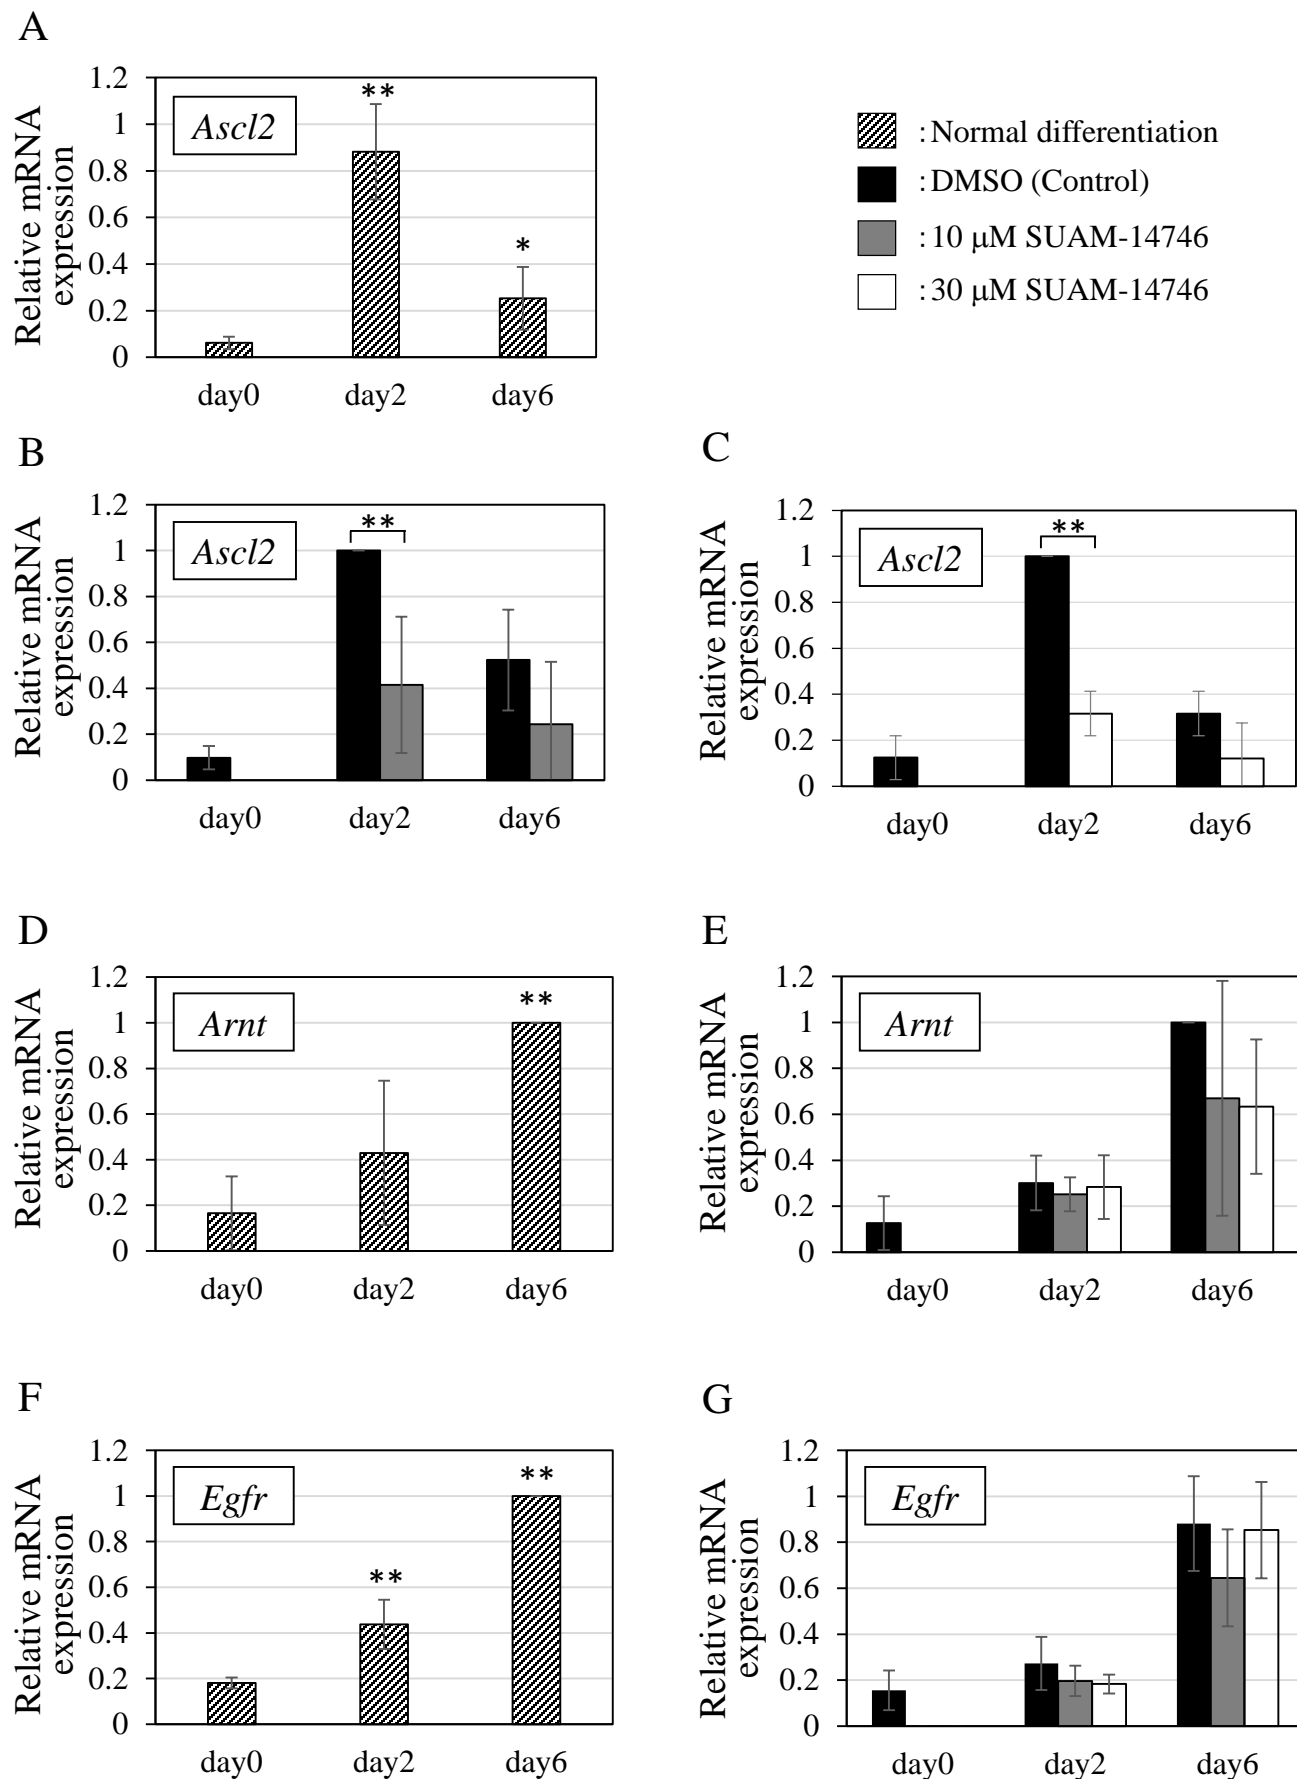 A
Relative mRNA
expression
1.2
1
0.8
0.6
0.4
0.2
0
Ascl2
**
*
day0 day2 day6
:Normal differentiation
:DMSO (Control)
:10 μM SUAM-14746
:30 μM SUAM-14746
B
Relative mRNA
expression
1.2
1
0.8
0.6
0.4
0.2
0
Ascl2
**
day0 day2 day6
C
Relative mRNA
expression
1.2
1
0.8
0.6
0.4
0.2
0
Ascl2
**
day0 day2 day6
D
Relative mRNA
expression
1.2
1
0.8
0.6
0.4
0.2
0
Arnt
**
day0 day2 day6
E
Relative mRNA
expression
1.2
1
0.8
0.6
0.4
0.2
0
Arnt
day0 day2 day6
F
Relative mRNA
expression
1.2
1
0.8
0.6
0.4
0.2
0
Egfr
**
**
day0 day2 day6
G
Relative mRNA
expression
1.2
1
0.8
0.6
0.4
0.2
0
Egfr
day0 day2 day6